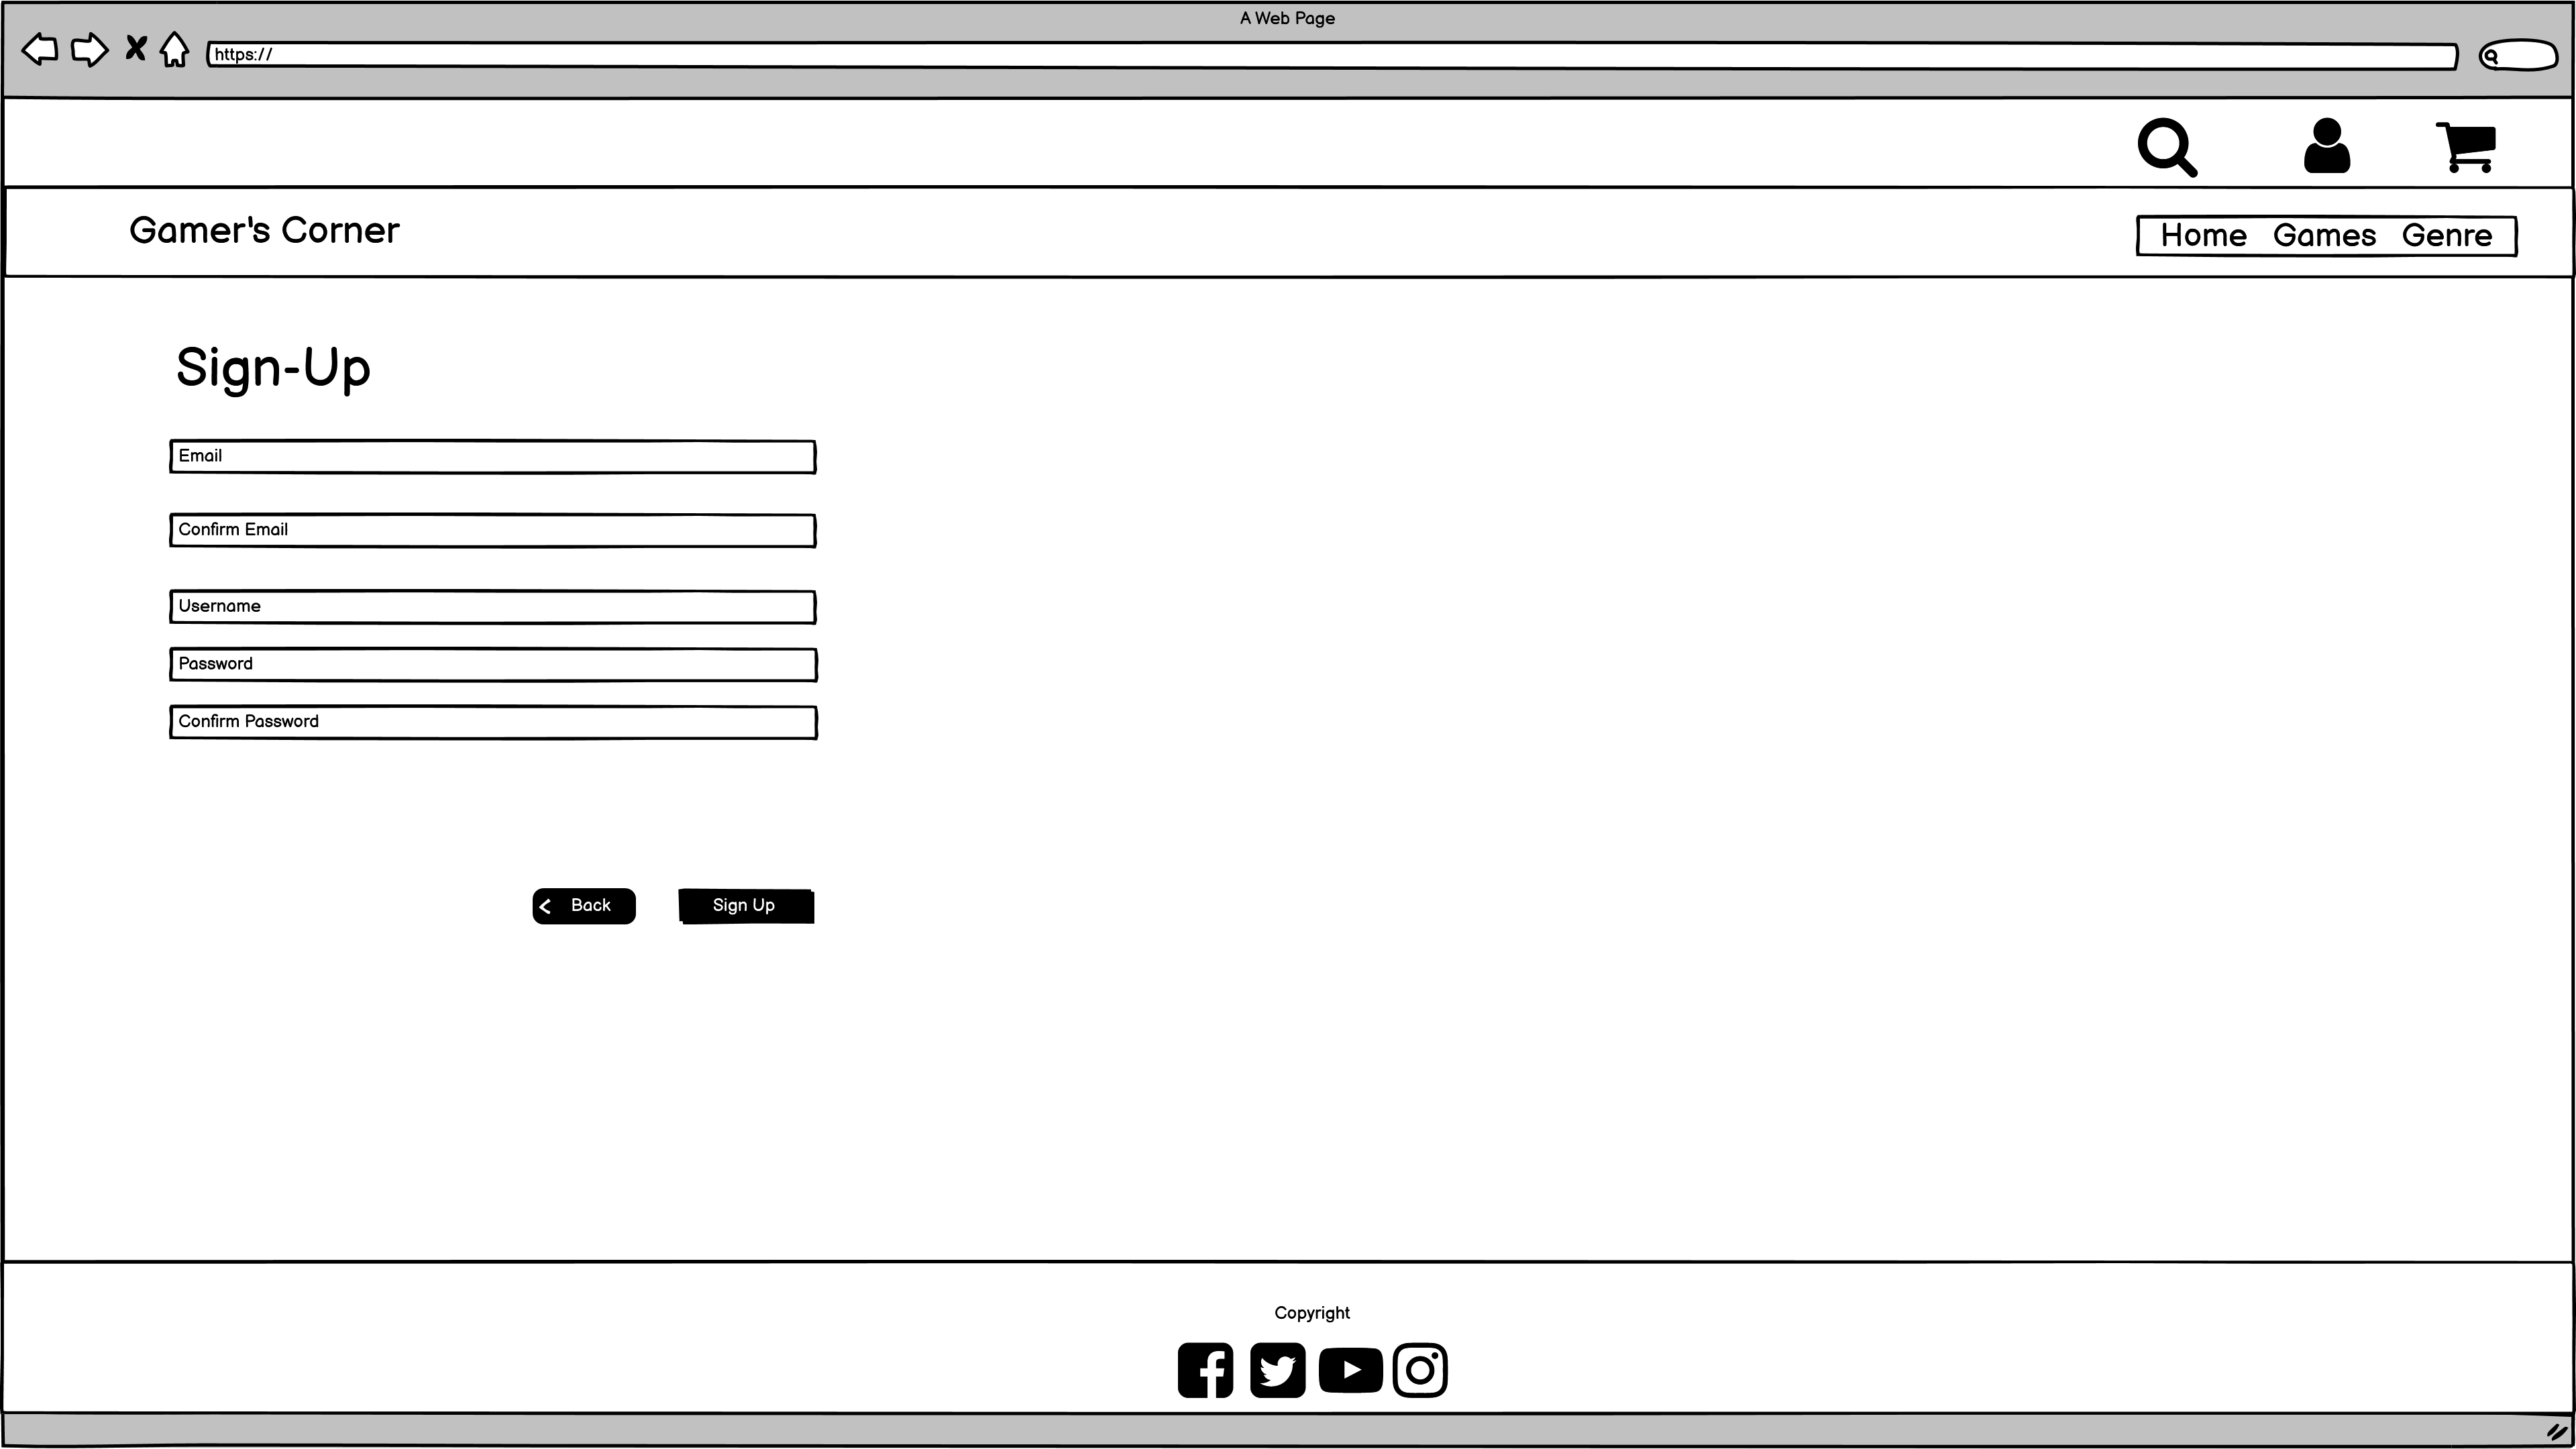 A Web Page
https://
Gamer's Corner
Home Games Genre
Sign-Up
Email
Confirm Email
Username
Password
Confirm Password
Back
Sign Up
Copyright